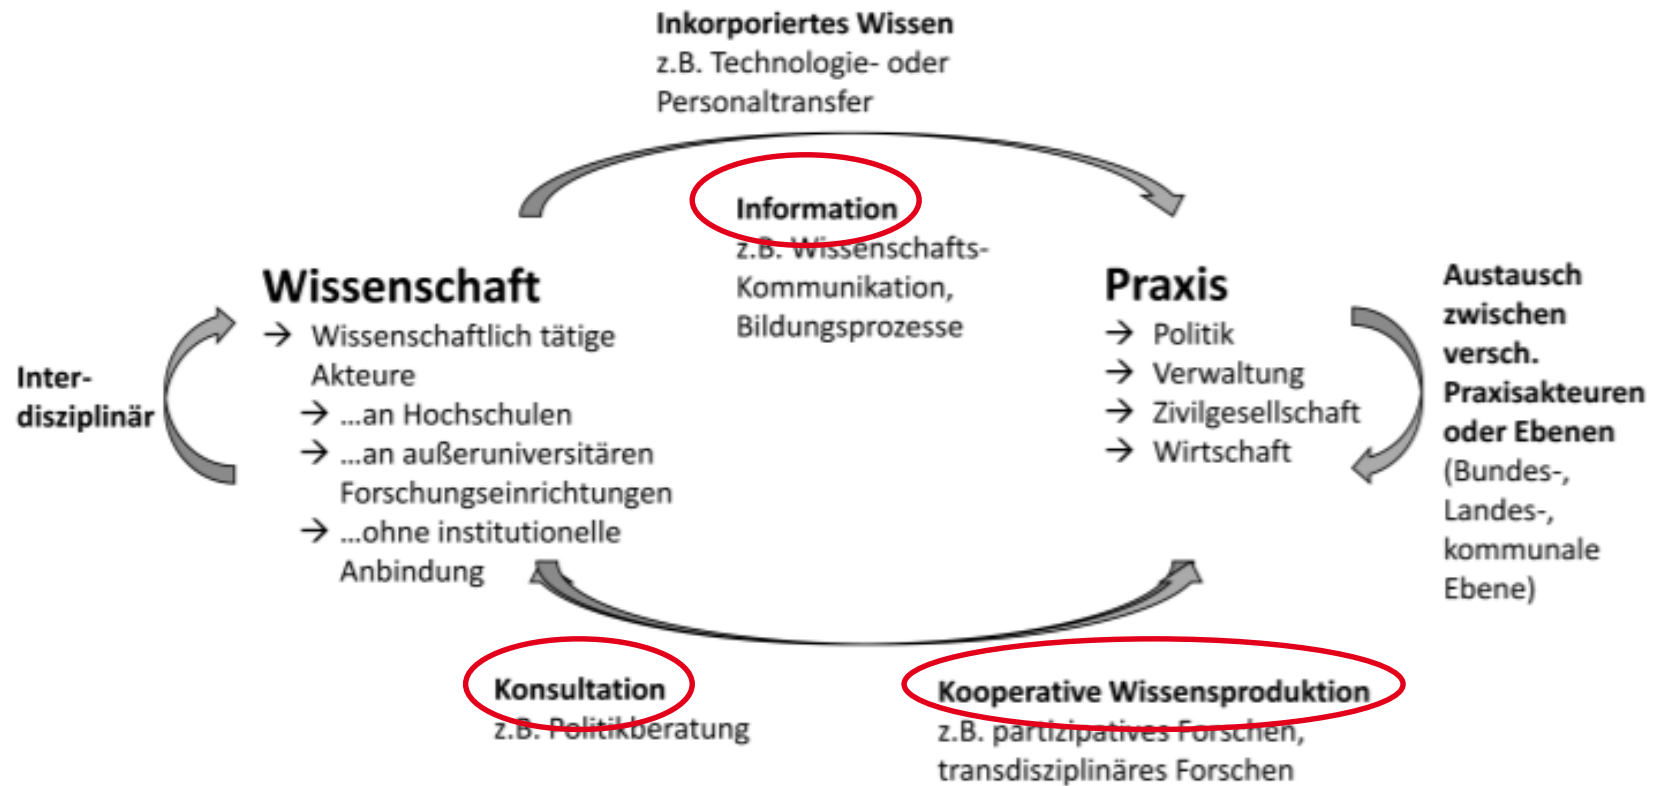 Inkorporiertes Wissen
z.B. Technologie- oder
Personaltransfer
Information
z.B. Wissenschafts-
Kommunikation,
Bildungsprozesse
Wissenschaft
→ Wissenschaftlich tätige
Akteure
→ ...an Hochschulen
→ ...an außeruniversitären
Forschungseinrichtungen
→ ...ohne institutionelle
Anbindung
Inter-
disziplinär
Praxis
→ Politik
→ Verwaltung
→ Zivilgesellschaft
→ Wirtschaft
Austausch
zwischen
versch.
Praxisakteuren
oder Ebenen
(Bundes-,
Landes-,
kommunale
Ebene)
Konsultation
z.B. Politikberatung
Kooperative Wissensproduktion
z.B. partizipatives Forschen,
transdisziplinäres Forschen